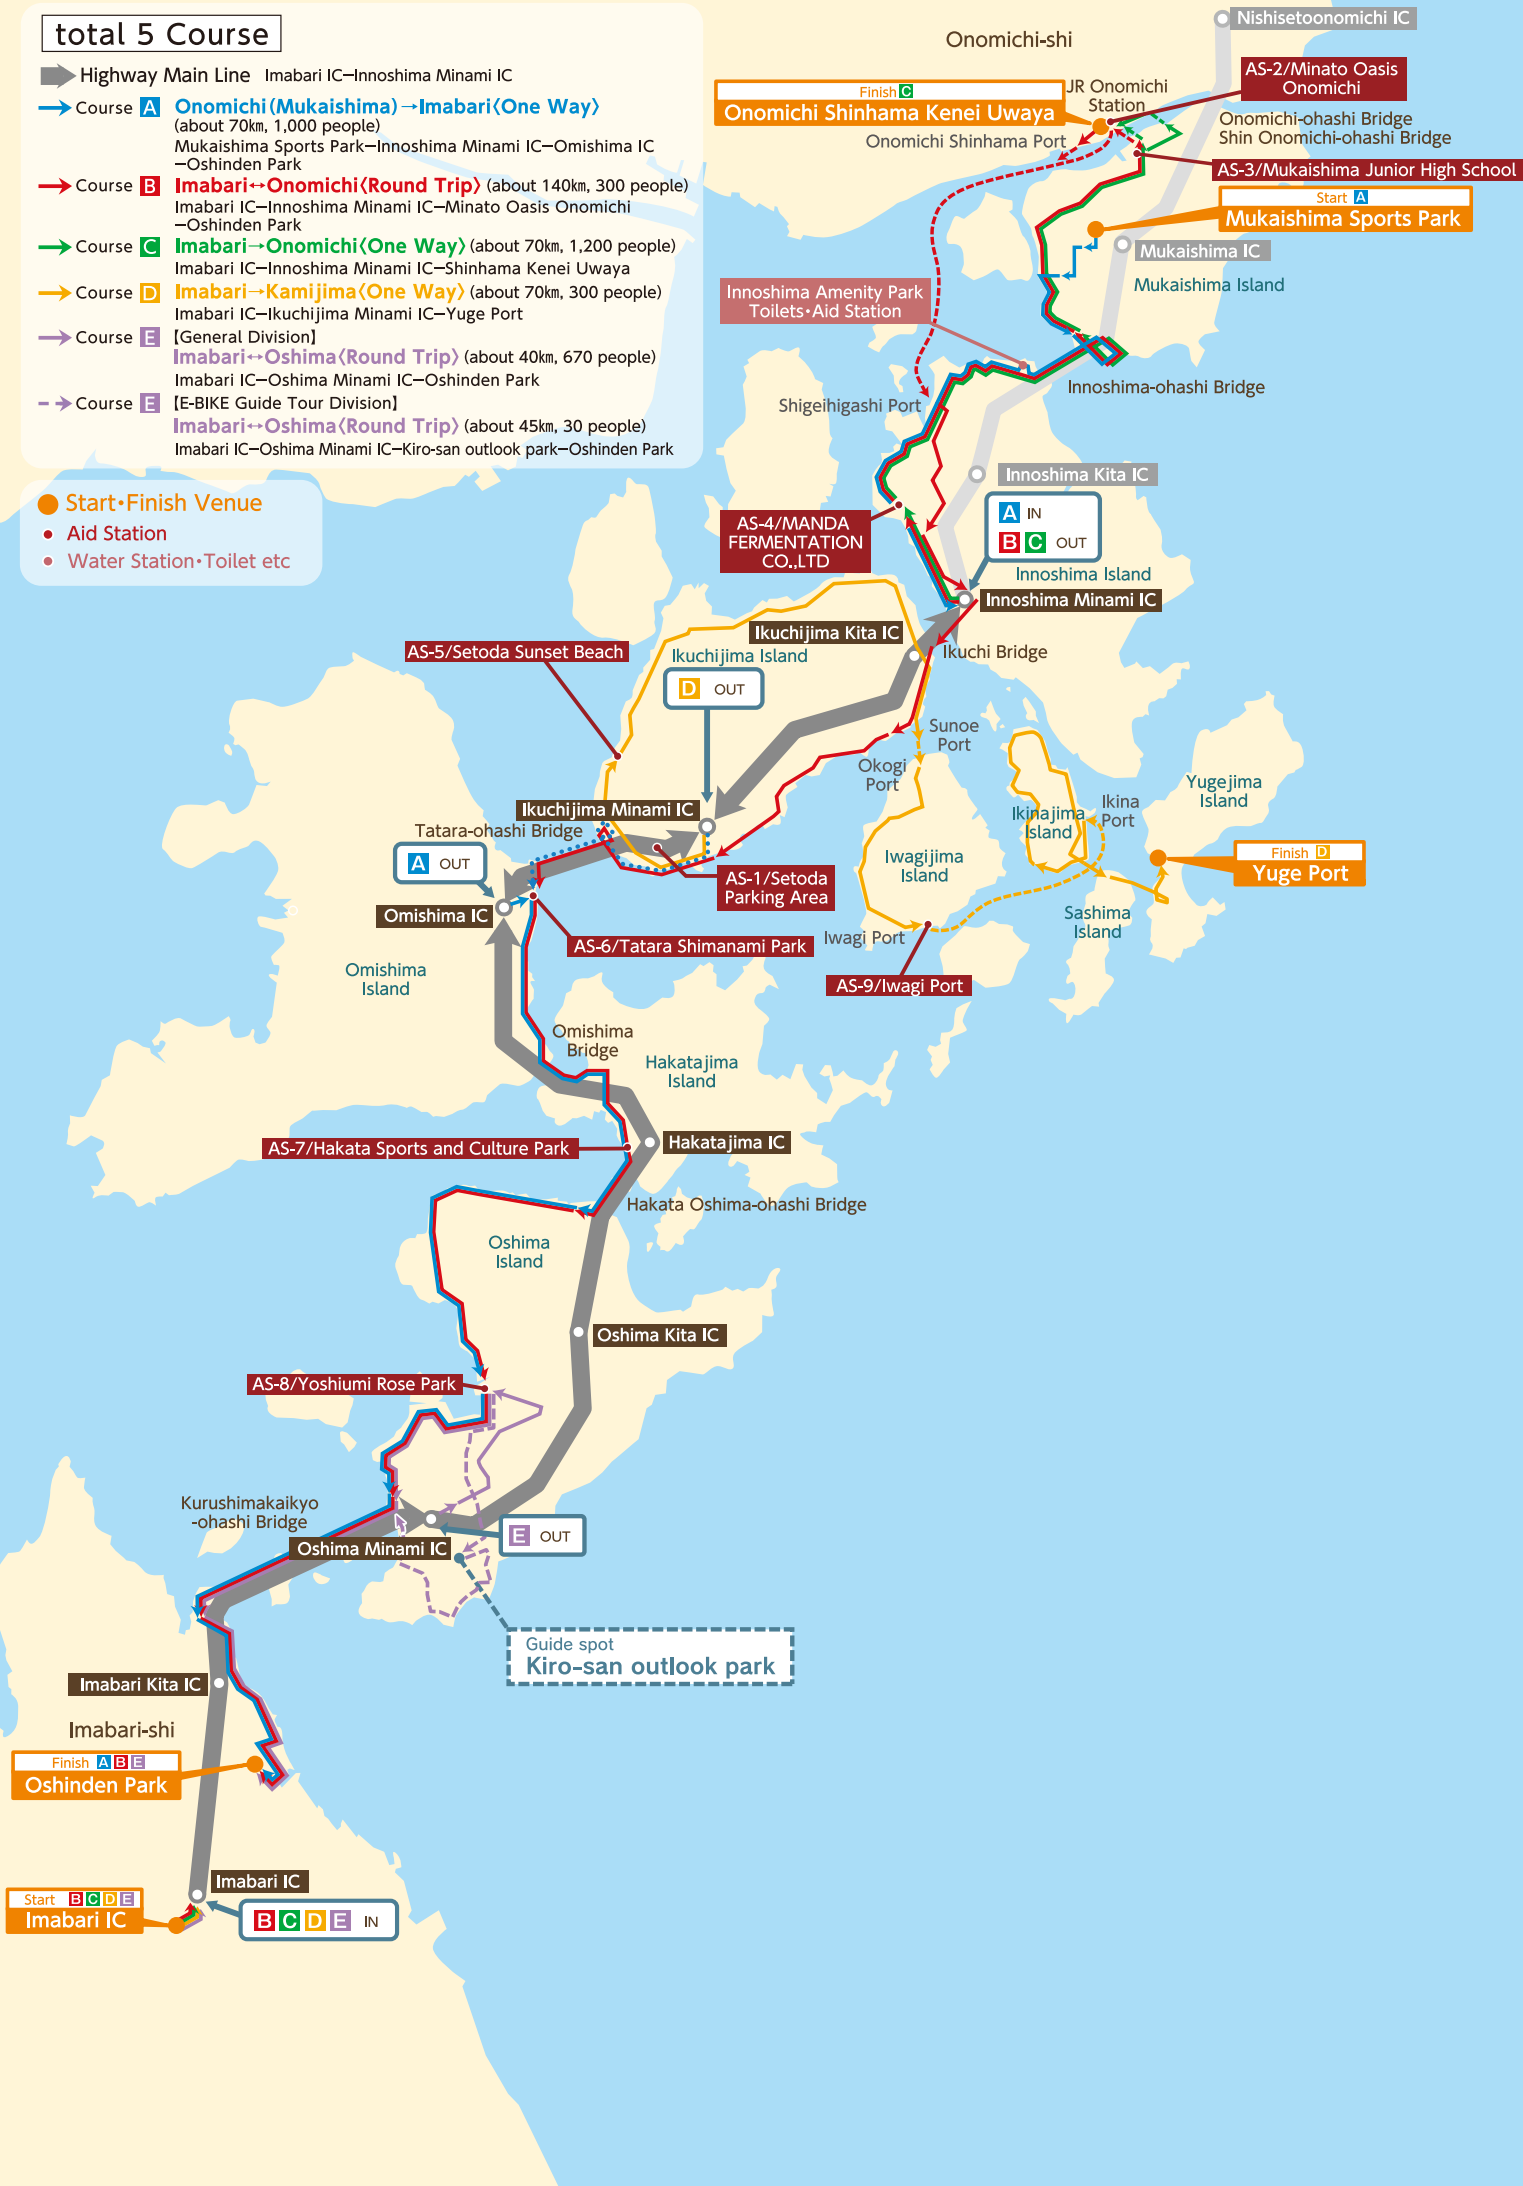 total 5 Course
Highway Main Line Imabari IC—Innoshima Minami IC
Course A Onomichi (Mukaishima)→Imabari〈One Way〉
(about 70km, 1,000 people)
Mukaishima Sports Park—Innoshima Minami IC—Omishima IC
—Oshinden Park
Course B Imabari↔Onomichi〈Round Trip〉 (about 140km, 300 people)
Imabari IC—Innoshima Minami IC—Minato Oasis Onomichi
—Oshinden Park
Course C Imabari→Onomichi〈One Way〉 (about 70km, 1,200 people)
Imabari IC—Innoshima Minami IC—Shinhama Kenei Uwaya
Course D Imabari→Kamijima〈One Way〉 (about 70km, 300 people)
Imabari IC—Ikuchijima Minami IC—Yuge Port
Course E 【General Division】
Imabari↔Oshima〈Round Trip〉 (about 40km, 670 people)
Imabari IC—Oshima Minami IC—Oshinden Park
Course E 【E-BIKE Guide Tour Division】
Imabari↔Oshima〈Round Trip〉 (about 45km, 30 people)
Imabari IC—Oshima Minami IC—Kiro-san outlook park—Oshinden Park
Start・Finish Venue
Aid Station
Water Station・Toilet etc
Nishisetoonomichi IC
Onomichi-shi
AS-2/Minato Oasis
Onomichi
Finish C
Onomichi Shinhama Kenei Uwaya
JR Onomichi
Station
Onomichi Shinhama Port
Onomichi-ohashi Bridge
Shin Onomichi-ohashi Bridge
AS-3/Mukaishima Junior High School
Start A
Mukaishima Sports Park
Mukaishima IC
Mukaishima Island
Innoshima Amenity Park
Toilets・Aid Station
Innoshima-ohashi Bridge
Shigeihigashi Port
Innoshima Kita IC
A IN
B C OUT
AS-4/MANDA
FERMENTATION
CO.,LTD
Innoshima Island
Innoshima Minami IC
Ikuchijima Kita IC
Ikuchi Bridge
AS-5/Setoda Sunset Beach
Ikuchijima Island
D OUT
Sunoe
Port
Okogi
Port
Ikuchijima Minami IC
Tatara-ohashi Bridge
A OUT
Omishima IC
AS-1/Setoda
Parking Area
AS-6/Tatara Shimanami Park
Iwagijima
Island
Iwagi Port
AS-9/Iwagi Port
Ikinajima
Island
Ikina
Port
Yugejima
Island
Finish D
Yuge Port
Sashima
Island
Omishima
Island
Omishima
Bridge
Hakatajima
Island
AS-7/Hakata Sports and Culture Park
Hakatajima IC
Hakata Oshima-ohashi Bridge
Oshima
Island
Oshima Kita IC
AS-8/Yoshiumi Rose Park
Kurushimakaikyo
-ohashi Bridge
Oshima Minami IC
E OUT
Guide spot
Kiro-san outlook park
Imabari Kita IC
Imabari-shi
Finish A B E
Oshinden Park
Imabari IC
Start B C D E
Imabari IC
B C D E IN